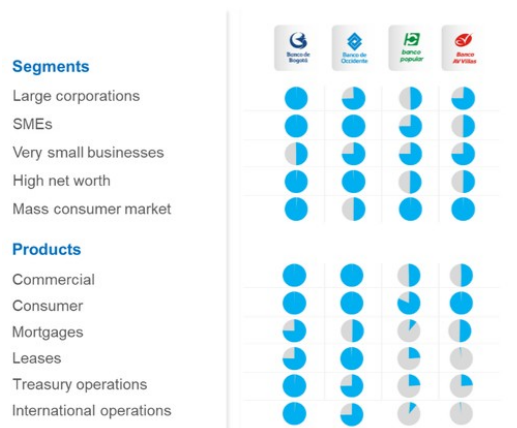 Banco de
Bogotá
Banco de
Occidente
banco
popular
Banco
AV Villas
Segments
Large corporations
SMEs
Very small businesses
High net worth
Mass consumer market
Products
Commercial
Consumer
Mortgages
Leases
Treasury operations
International operations